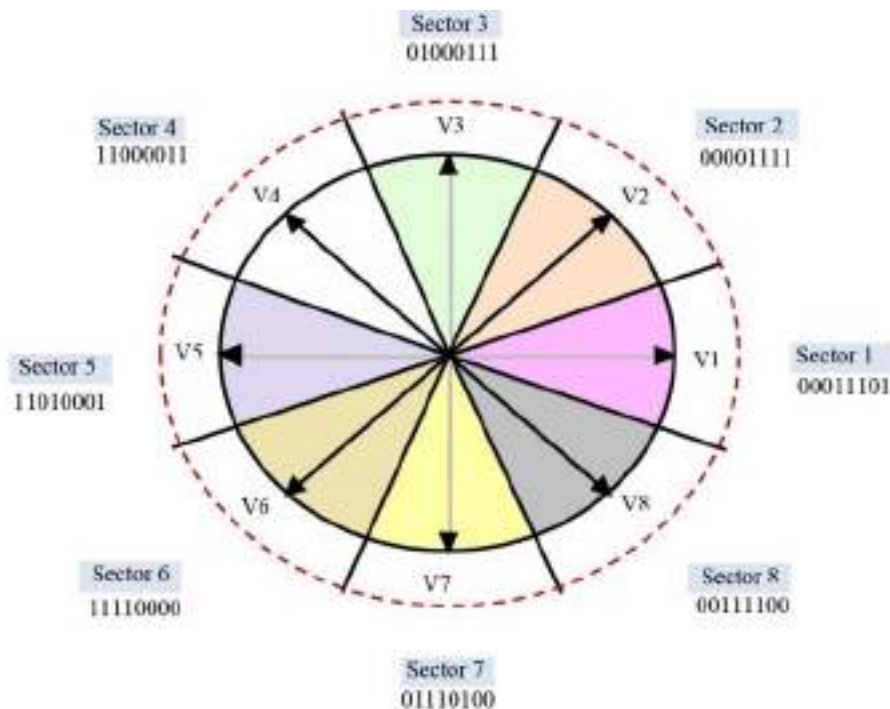 Sector 3
01000111
Sector 4
11000011
Sector 2
00001111
V3
V4
V2
V5
V1
Sector 5
11010001
Sector 1
00011101
V6
V8
V7
Sector 6
11110000
Sector 8
00111100
Sector 7
01110100